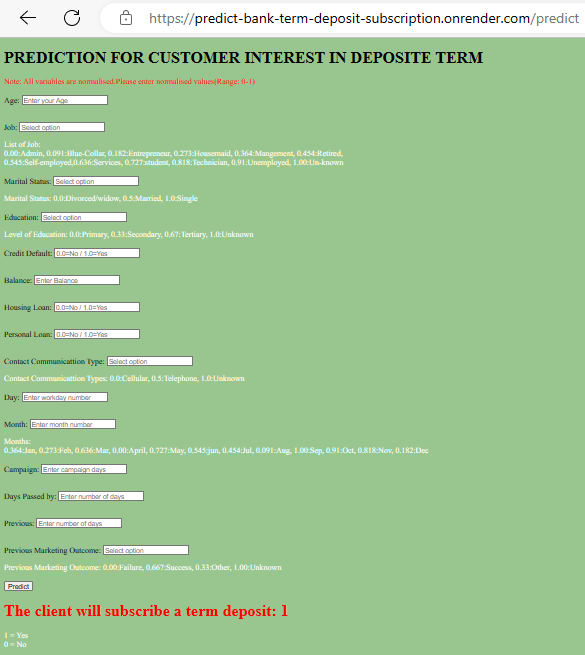 https://predict-bank-term-deposit-subscription.onrender.com/predict
PREDICTION FOR CUSTOMER INTEREST IN DEPOSITE TERM
Note: All variables are normalised.Please enter normalised values(Range: 0-1)
Age: Enter your Age
Job: Select option
List of Job:
0.00:Admin, 0.091:Blue-Collar, 0.182:Entrepreneur, 0.273:Housemaid, 0.364:Mangement, 0.454:Retired,
0.545:Self-employed,0.636:Services, 0.727:student, 0.818:Technician, 0.91:Unemployed, 1.00:Un-known
Marital Status: Select option
Marital Status: 0.0:Divorced/widow, 0.5:Married, 1.0:Single
Education: Select option
Level of Education: 0.0:Primary, 0.33:Secondary, 0.67:Tertiary, 1.0:Unknown
Credit Default: 0.0=No / 1.0=Yes
Balance: Enter Balance
Housing Loan: 0.0=No / 1.0=Yes
Personal Loan: 0.0=No / 1.0=Yes
Contact Communicattion Type: Select option
Contact Communicattion Types: 0.0:Cellular, 0.5:Telephone, 1.0:Unknown
Day: Enter workday number
Month: Enter month number
Months:
0.364:Jan, 0.273:Feb, 0.636:Mar, 0.00:April, 0.727:May, 0.545:jun, 0.454:Jul, 0.091:Aug, 1.00:Sep, 0.91:Oct, 0.818:Nov, 0.182:Dec
Campaign: Enter campaign days
Days Passed by: Enter number of days
Previous: Enter number of days
Previous Marketing Outcome: Select option
Previous Marketing Outcome: 0.00:Failure, 0.667:Success, 0.33:Other, 1.00:Unknown
Predict
The client will subscribe a term deposit: 1
1 = Yes
0 = No